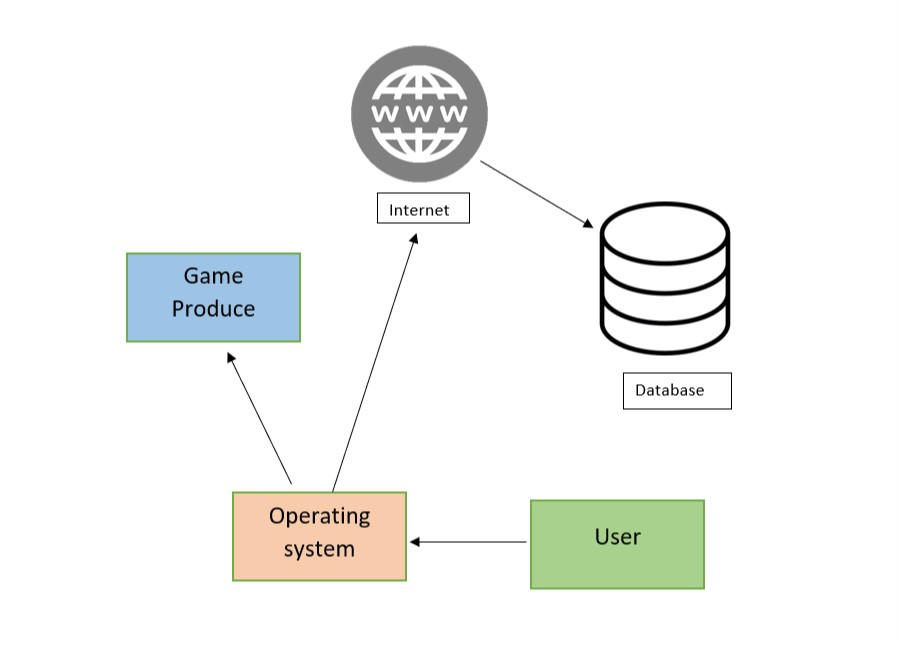 WWW
Internet
Game
Produce
Database
Operating
system
User